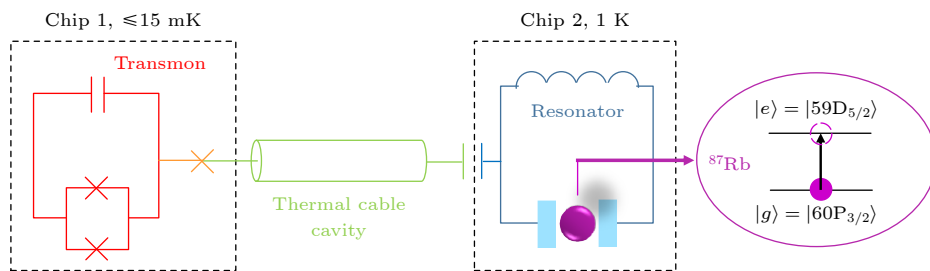 Chip 1, ⩽15 mK
Chip 2, 1 K
Transmon
Resonator
Thermal cable
cavity
|e⟩ = |59D₅/₂⟩
⁸⁷Rb
|g⟩ = |60P₃/₂⟩